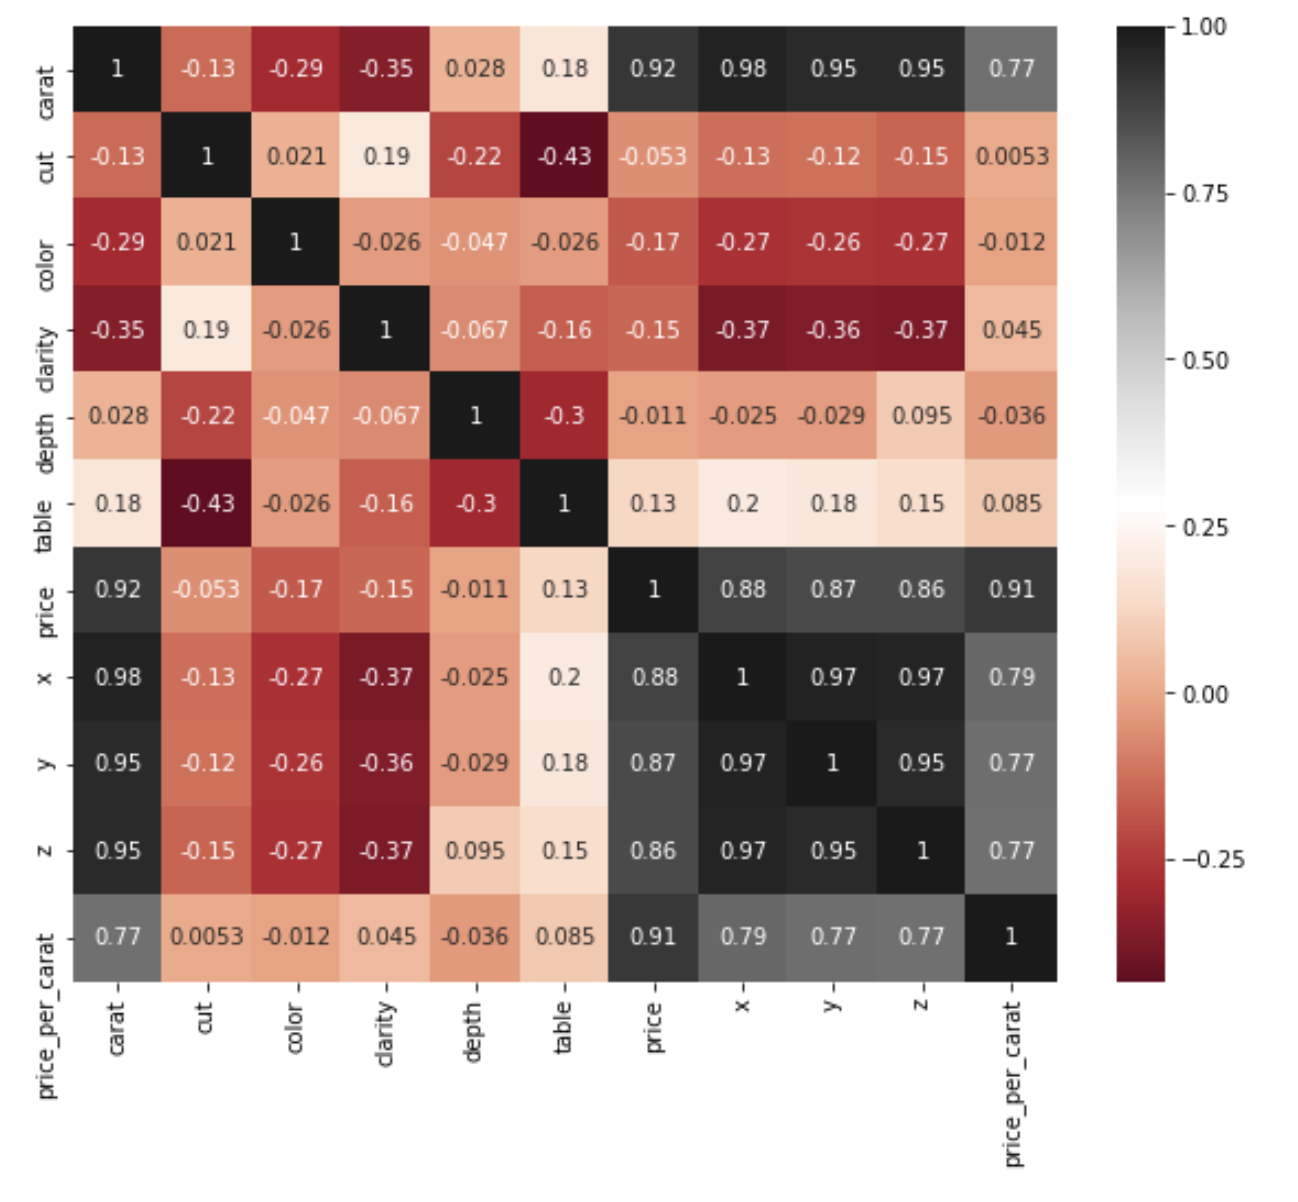 carat 1 -0.13 -0.29 -0.35 0.028 0.18 0.92 0.98 0.95 0.95 0.77
cut -0.13 1 0.021 0.19 -0.22 -0.43 -0.053 -0.13 -0.12 -0.15 0.0053
color -0.29 0.021 1 -0.026 -0.047 -0.026 -0.17 -0.27 -0.26 -0.27 -0.012
clarity -0.35 0.19 -0.026 1 -0.067 -0.16 -0.15 -0.37 -0.36 -0.37 0.045
depth 0.028 -0.22 -0.047 -0.067 1 -0.3 -0.011 -0.025 -0.029 0.095 -0.036
table 0.18 -0.43 -0.026 -0.16 -0.3 1 0.13 0.2 0.18 0.15 0.085
price 0.92 -0.053 -0.17 -0.15 -0.011 0.13 1 0.88 0.87 0.86 0.91
x 0.98 -0.13 -0.27 -0.37 -0.025 0.2 0.88 1 0.97 0.97 0.79
y 0.95 -0.12 -0.26 -0.36 -0.029 0.18 0.87 0.97 1 0.95 0.77
z 0.95 -0.15 -0.27 -0.37 0.095 0.15 0.86 0.97 0.95 1 0.77
price_per_carat 0.77 0.0053 -0.012 0.045 -0.036 0.085 0.91 0.79 0.77 0.77 1
carat cut color clarity depth table price x y z price_per_carat
1.00
0.75
0.50
0.25
0.00
−0.25